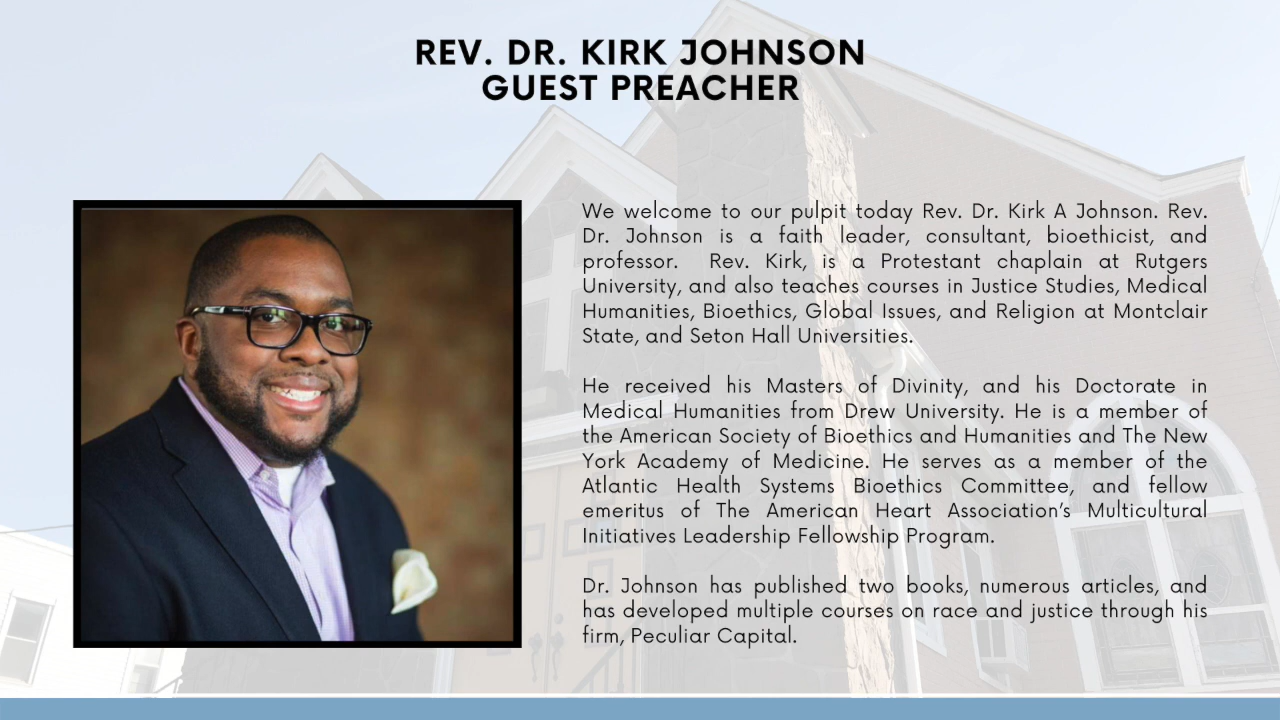 REV. DR. KIRK JOHNSON
GUEST PREACHER
We welcome to our pulpit today Rev. Dr. Kirk A Johnson. Rev.
Dr. Johnson is a faith leader, consultant, bioethicist, and
professor. Rev. Kirk, is a Protestant chaplain at Rutgers
University, and also teaches courses in Justice Studies, Medical
Humanities, Bioethics, Global Issues, and Religion at Montclair
State, and Seton Hall Universities.
He received his Masters of Divinity, and his Doctorate in
Medical Humanities from Drew University. He is a member of
the American Society of Bioethics and Humanities and The New
York Academy of Medicine. He serves as a member of the
Atlantic Health Systems Bioethics Committee, and fellow
emeritus of The American Heart Association’s Multicultural
Initiatives Leadership Fellowship Program.
Dr. Johnson has published two books, numerous articles, and
has developed multiple courses on race and justice through his
firm, Peculiar Capital.